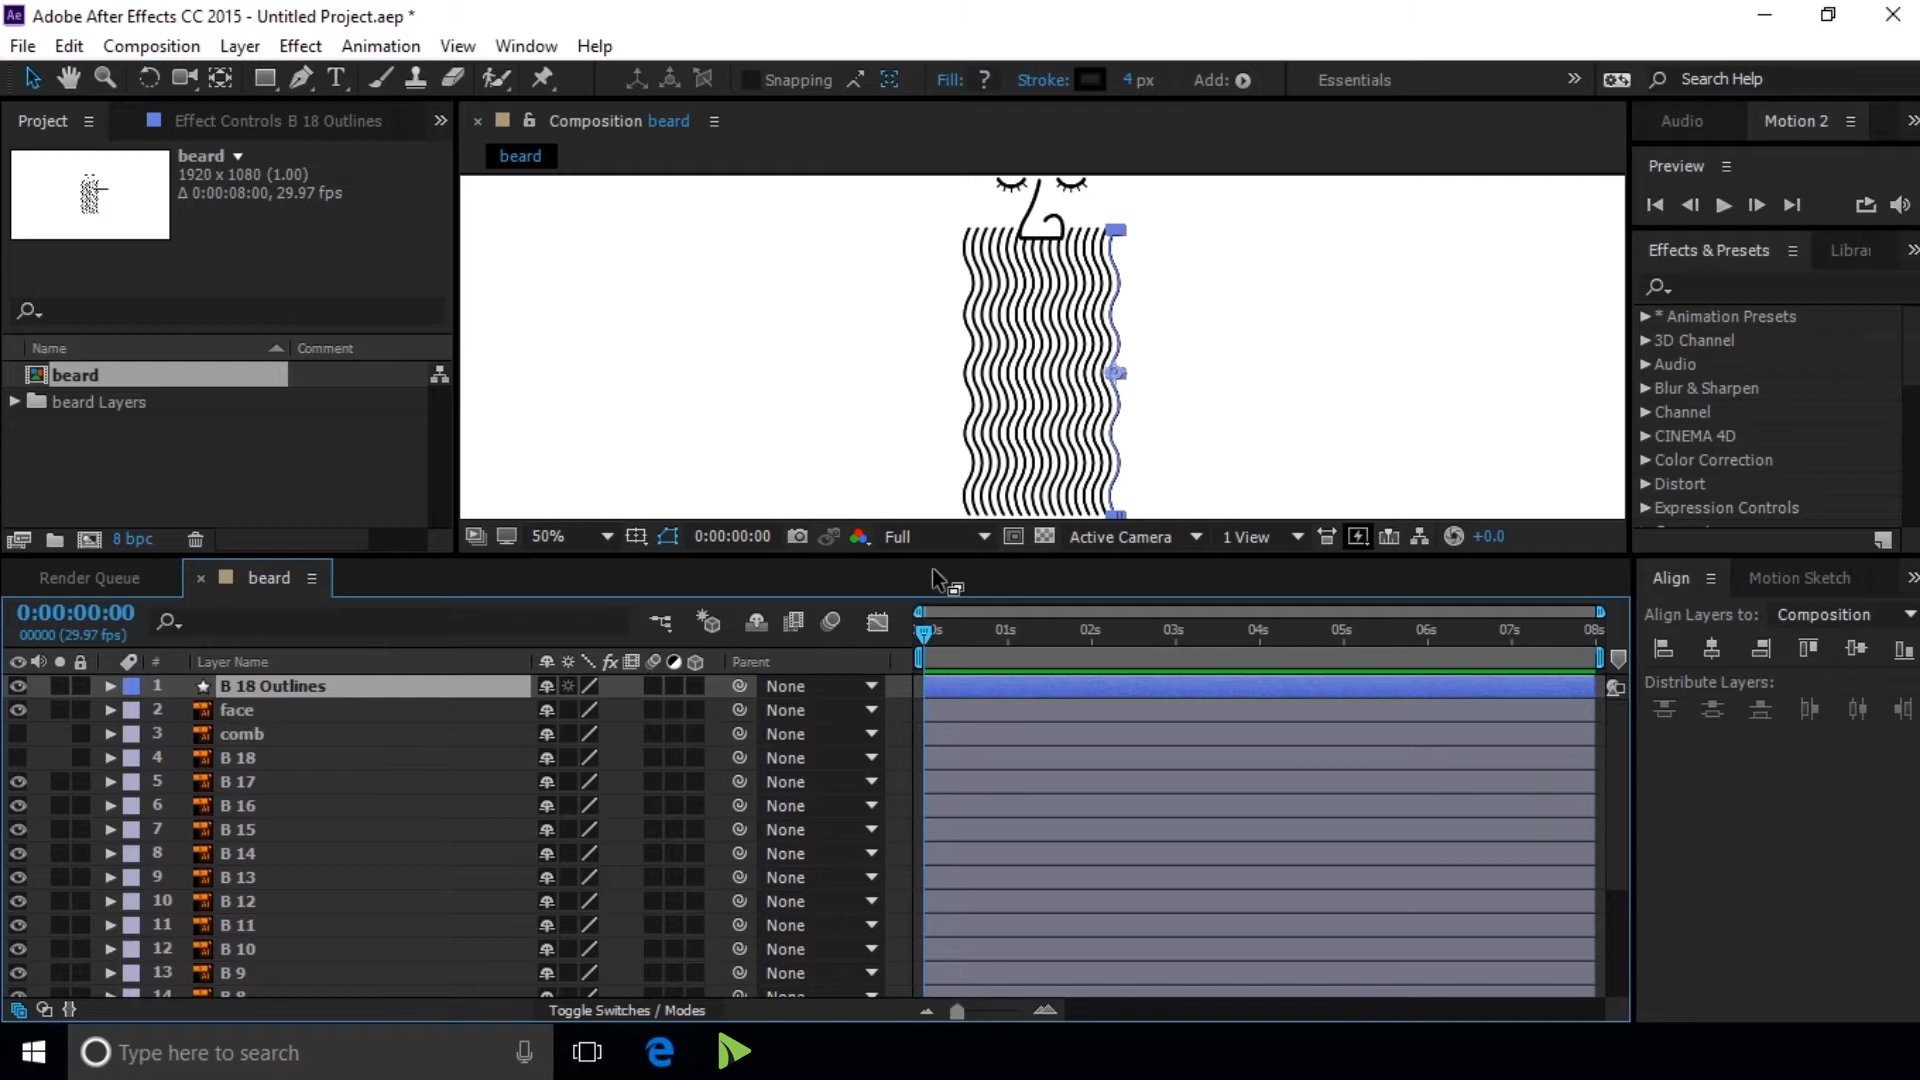 Ae Adobe After Effects CC 2015 - Untitled Project.aep *
File Edit Composition Layer Effect Animation View Window Help
Snapping Fill: ? Stroke: 4 px Add: Essentials Search Help
Project Effect Controls B 18 Outlines
Composition beard
Audio Motion 2
beard
1920 x 1080 (1.00)
Δ 0:00:08:00, 29.97 fps
beard
Preview
Effects & Presets
* Animation Presets
3D Channel
Audio
Blur & Sharpen
Channel
CINEMA 4D
Color Correction
Distort
Expression Controls
Name Comment
beard
beard Layers
8 bpc
50% 0:00:00:00 Full Active Camera 1 View +0.0
Render Queue beard
Align Motion Sketch
0:00:00:00
00000 (29.97 fps)
01s 02s 03s 04s 05s 06s 07s 08s
Align Layers to: Composition
Distribute Layers:
# Layer Name fx Parent
1 B 18 Outlines None
2 face None
3 comb None
4 B 18 None
5 B 17 None
6 B 16 None
7 B 15 None
8 B 14 None
9 B 13 None
10 B 12 None
11 B 11 None
12 B 10 None
13 B 9 None
Toggle Switches / Modes
Type here to search